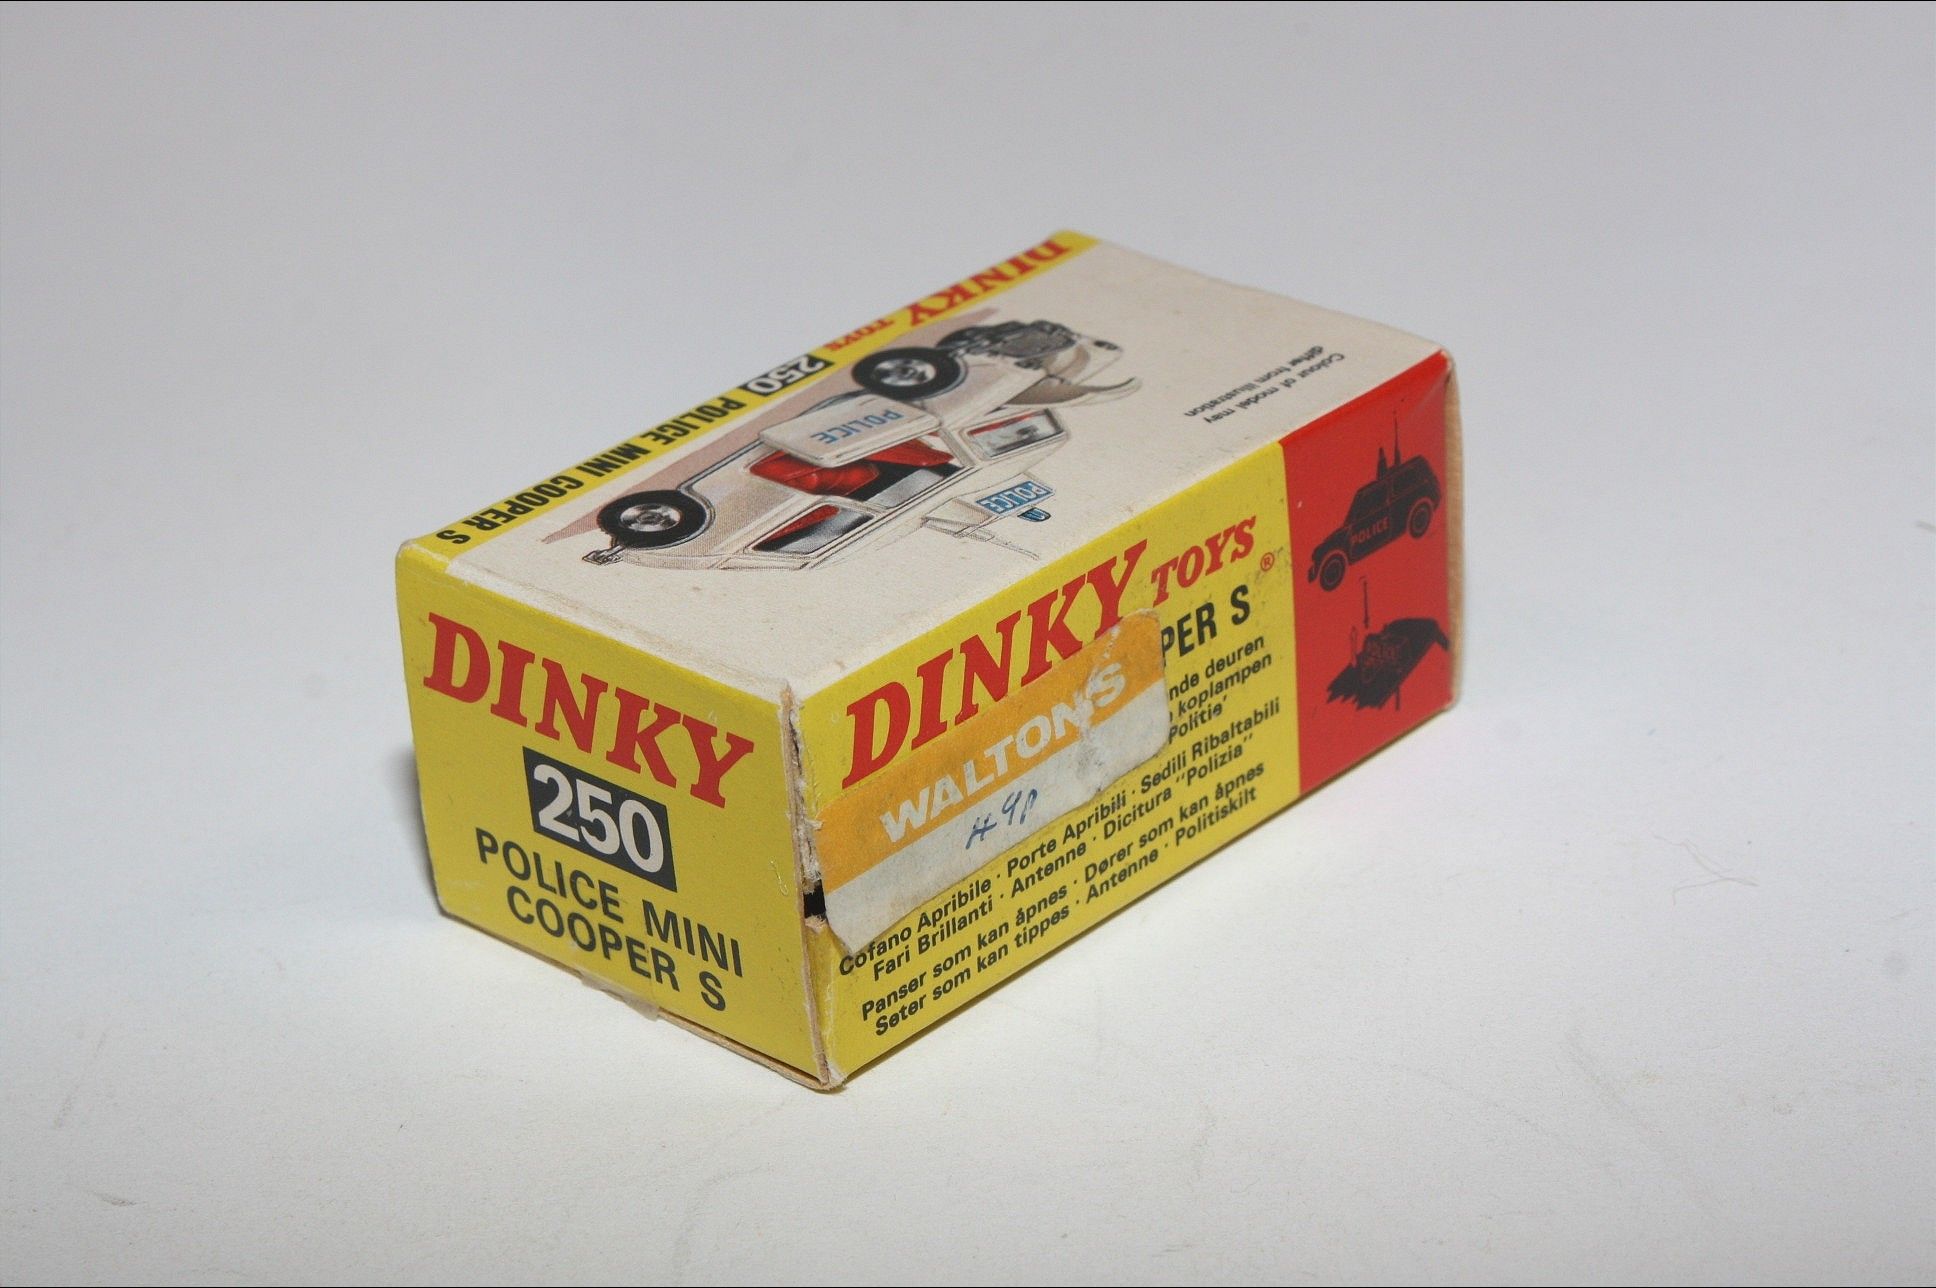 DINKY TOYS 250 POLICE MINI COOPER S
POLICE
POLICE
Colour of model may
differ from illustration
DINKY
250
POLICE MINI
COOPER S
DINKY TOYS®
PER S
nde deuren
koplampen
Politie'
WALTON'S
49p
Cofano Apribile · Porte Apribili · Sedili Ribaltabili
Fari Brillanti · Antenne · Dicitura "Polizia"
Panser som kan åpnes · Dører som kan åpnes
Seter som kan tippes · Antenne · Politiskilt
POLICE